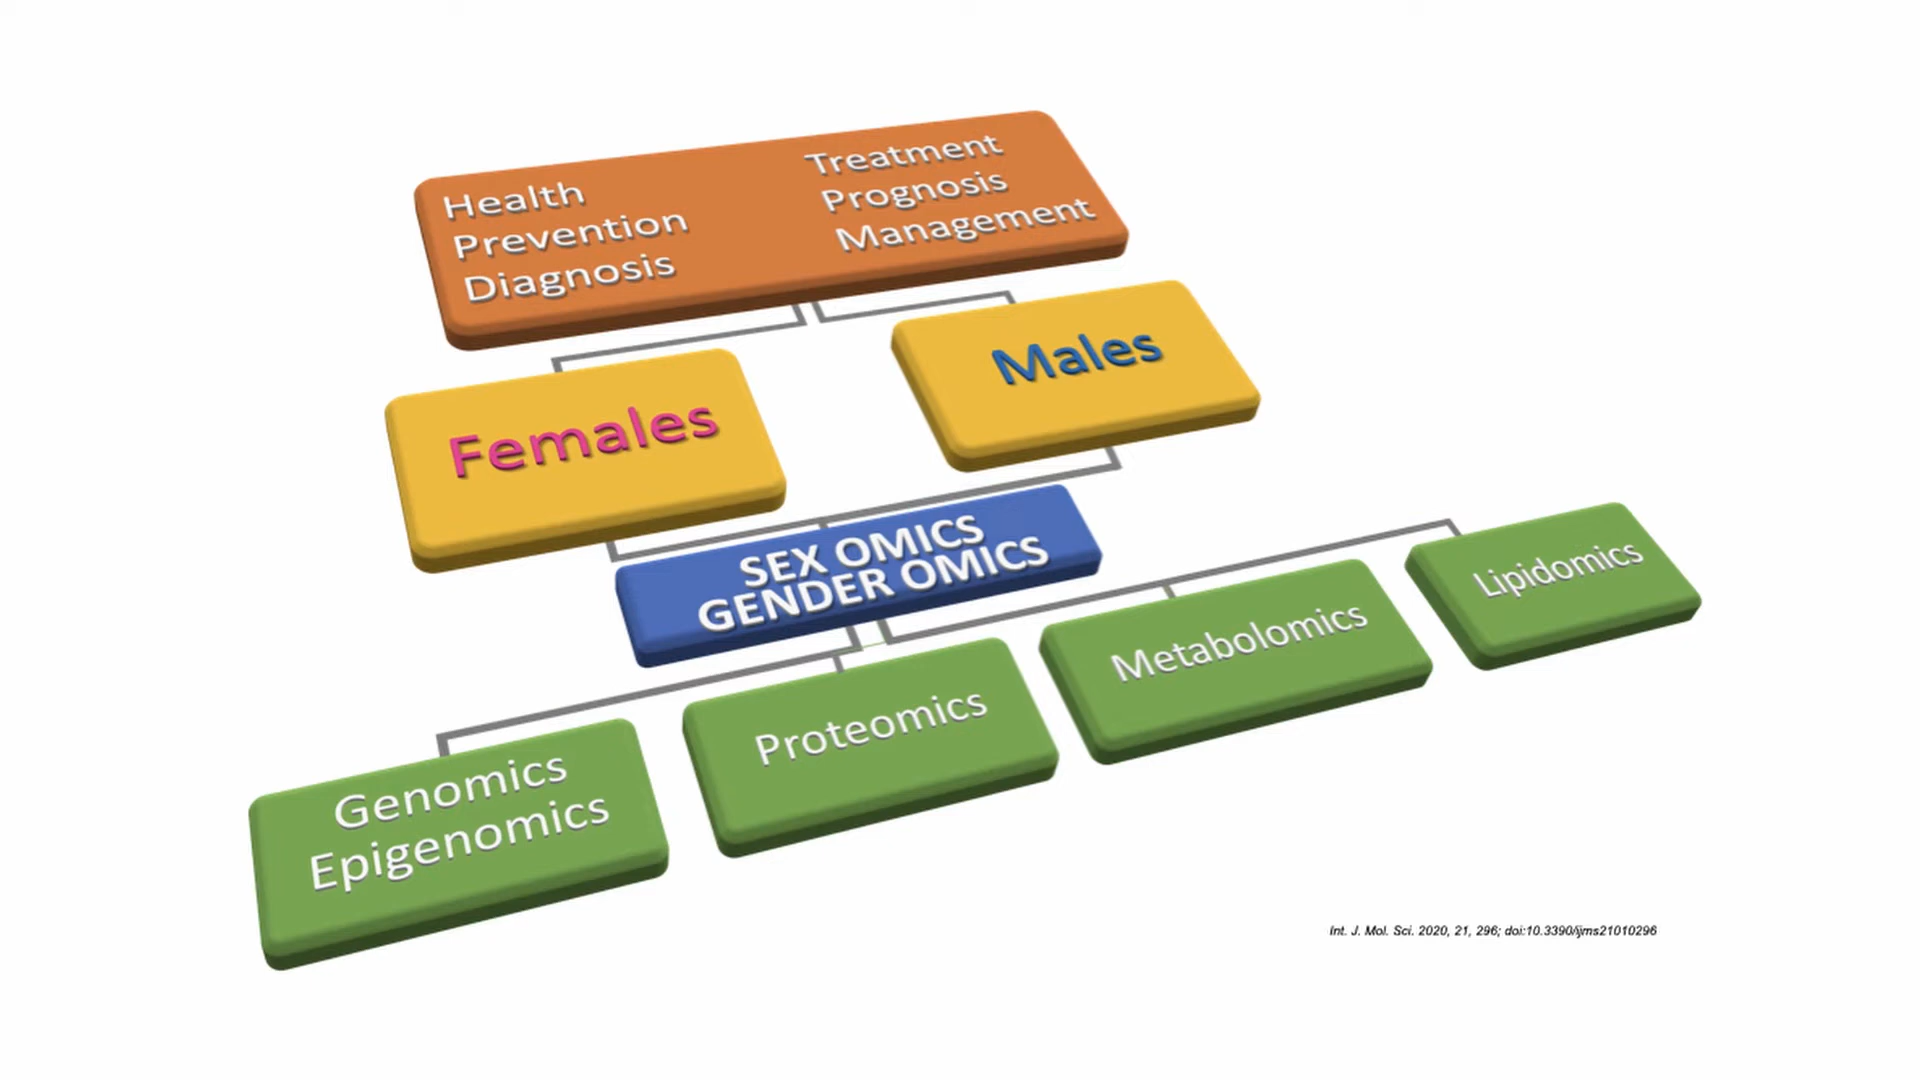 Health
Prevention
Diagnosis
Treatment
Prognosis
Management
Females
Males
SEX OMICS
GENDER OMICS
Genomics
Epigenomics
Proteomics
Metabolomics
Lipidomics
Int. J. Mol. Sci. 2020, 21, 296; doi:10.3390/ijms21010296